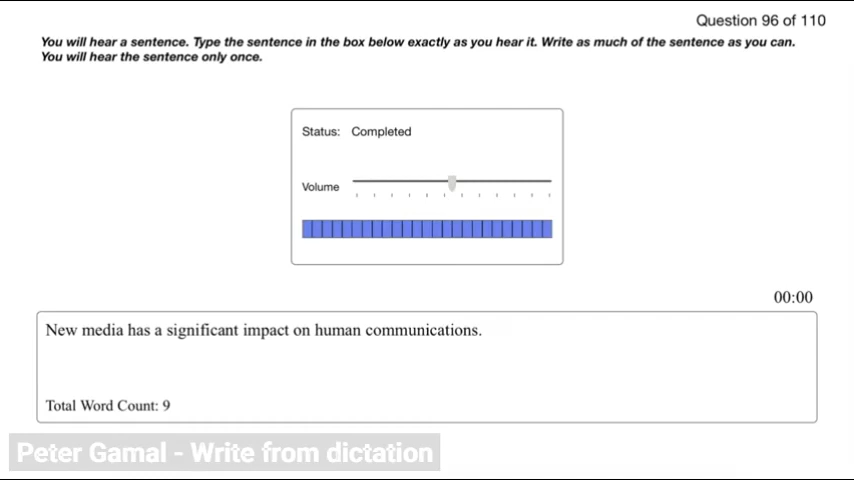 Question 96 of 110
You will hear a sentence. Type the sentence in the box below exactly as you hear it. Write as much of the sentence as you can.
You will hear the sentence only once.
Status: Completed
Volume
00:00
New media has a significant impact on human communications.
Total Word Count: 9
Peter Gamal - Write from dictation